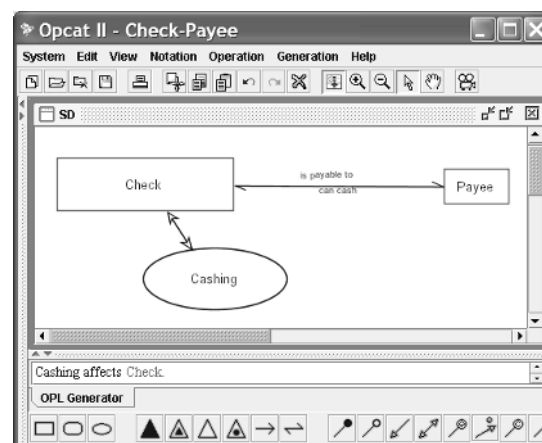 Opcat II - Check-Payee
System Edit View Notation Operation Generation Help
SD
is payable to
can cash
Check
Payee
Cashing
Cashing affects Check.
OPL Generator